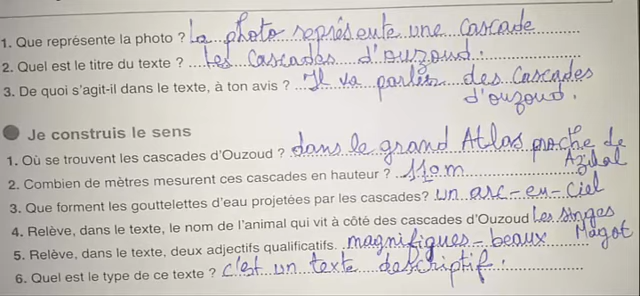 1. Que représente la photo ? La photo représente une cascade
2. Quel est le titre du texte ? Les Cascades d'ouzoud.
3. De quoi s'agit-il dans le texte, à ton avis ? Il va parler des cascades
d'ouzoud.
Je construis le sens
1. Où se trouvent les cascades d'Ouzoud ? dans le grand Atlas proche de
Azilal
2. Combien de mètres mesurent ces cascades en hauteur ? 110m
3. Que forment les gouttelettes d'eau projetées par les cascades? un arc-en-ciel
4. Relève, dans le texte, le nom de l'animal qui vit à côté des cascades d'Ouzoud Les singes
Magot
5. Relève, dans le texte, deux adjectifs qualificatifs. magnifiques - beaux
6. Quel est le type de ce texte ? c'est un texte descriptif.